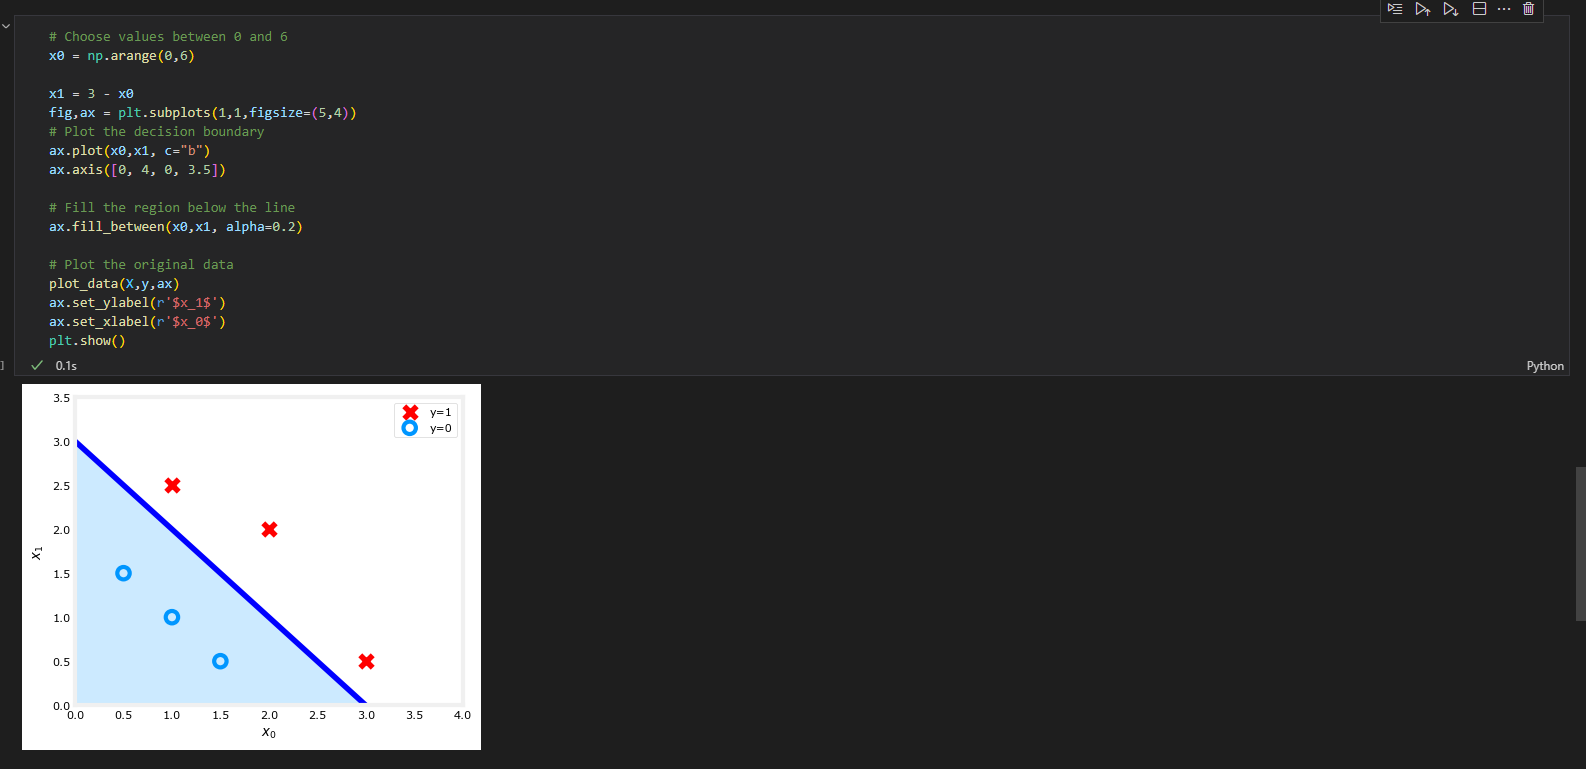 # Choose values between 0 and 6
x0 = np.arange(0,6)
x1 = 3 - x0
fig,ax = plt.subplots(1,1,figsize=(5,4))
# Plot the decision boundary
ax.plot(x0,x1, c="b")
ax.axis([0, 4, 0, 3.5])
# Fill the region below the line
ax.fill_between(x0,x1, alpha=0.2)
# Plot the original data
plot_data(X,y,ax)
ax.set_ylabel(r'$x_1$')
ax.set_xlabel(r'$x_0$')
plt.show()
] 0.1s Python
3.5
y=1
y=0
3.0
2.5
2.0
x1
1.5
1.0
0.5
0.0
0.0 0.5 1.0 1.5 2.0 2.5 3.0 3.5 4.0
x0